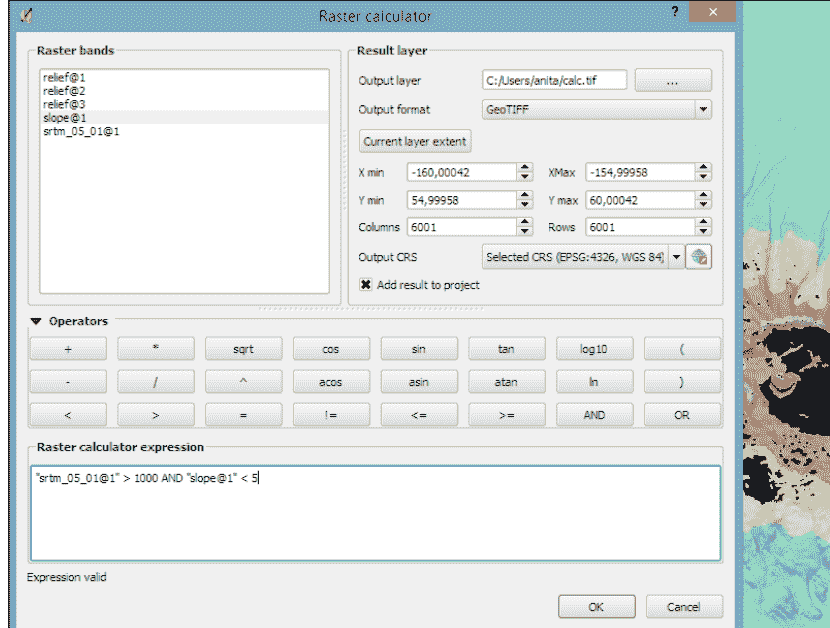 Raster calculator
?
×
Raster bands
relief@1
relief@2
relief@3
slope@1
srtm_05_01@1
Result layer
Output layer C:/Users/anita/calc.tif ...
Output format GeoTIFF
Current layer extent
X min -160,00042 XMax -154,99958
Y min 54,99958 Y max 60,00042
Columns 6001 Rows 6001
Output CRS Selected CRS (EPSG:4326, WGS 84)
Add result to project
Operators
+ * sqrt cos sin tan log10 (
- / ^ acos asin atan ln )
< > = != <= >= AND OR
Raster calculator expression
"srtm_05_01@1" > 1000 AND "slope@1" < 5
Expression valid
OK Cancel